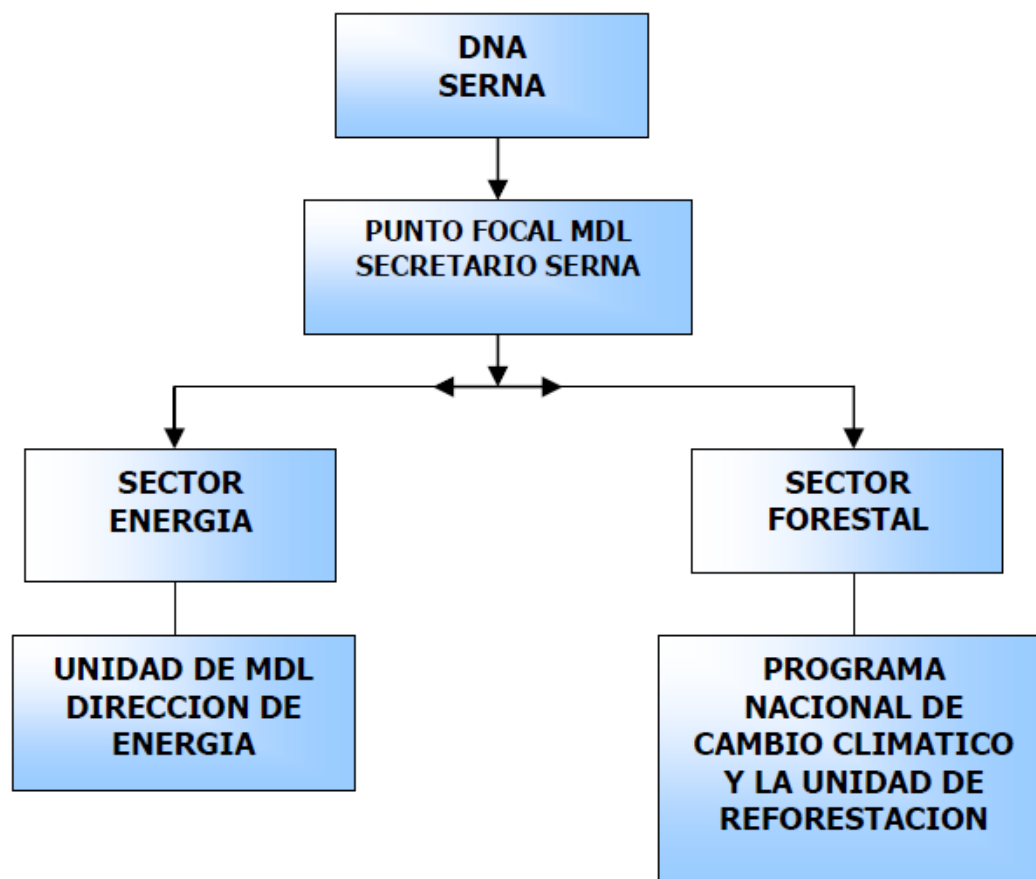 DNA
SERNA
PUNTO FOCAL MDL
SECRETARIO SERNA
SECTOR
ENERGIA
SECTOR
FORESTAL
UNIDAD DE MDL
DIRECCION DE
ENERGIA
PROGRAMA
NACIONAL DE
CAMBIO CLIMATICO
Y LA UNIDAD DE
REFORESTACION